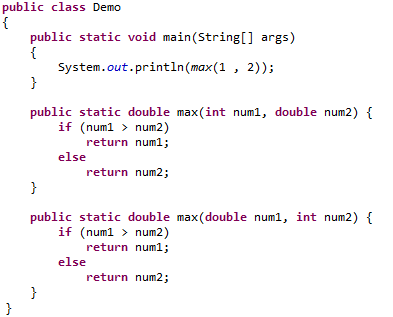 public class Demo
{
    public static void main(String[] args)
    {
        System.out.println(max(1 , 2));
    }
    public static double max(int num1, double num2) {
        if (num1 > num2)
            return num1;
        else
            return num2;
    }
    public static double max(double num1, int num2) {
        if (num1 > num2)
            return num1;
        else
            return num2;
    }
}